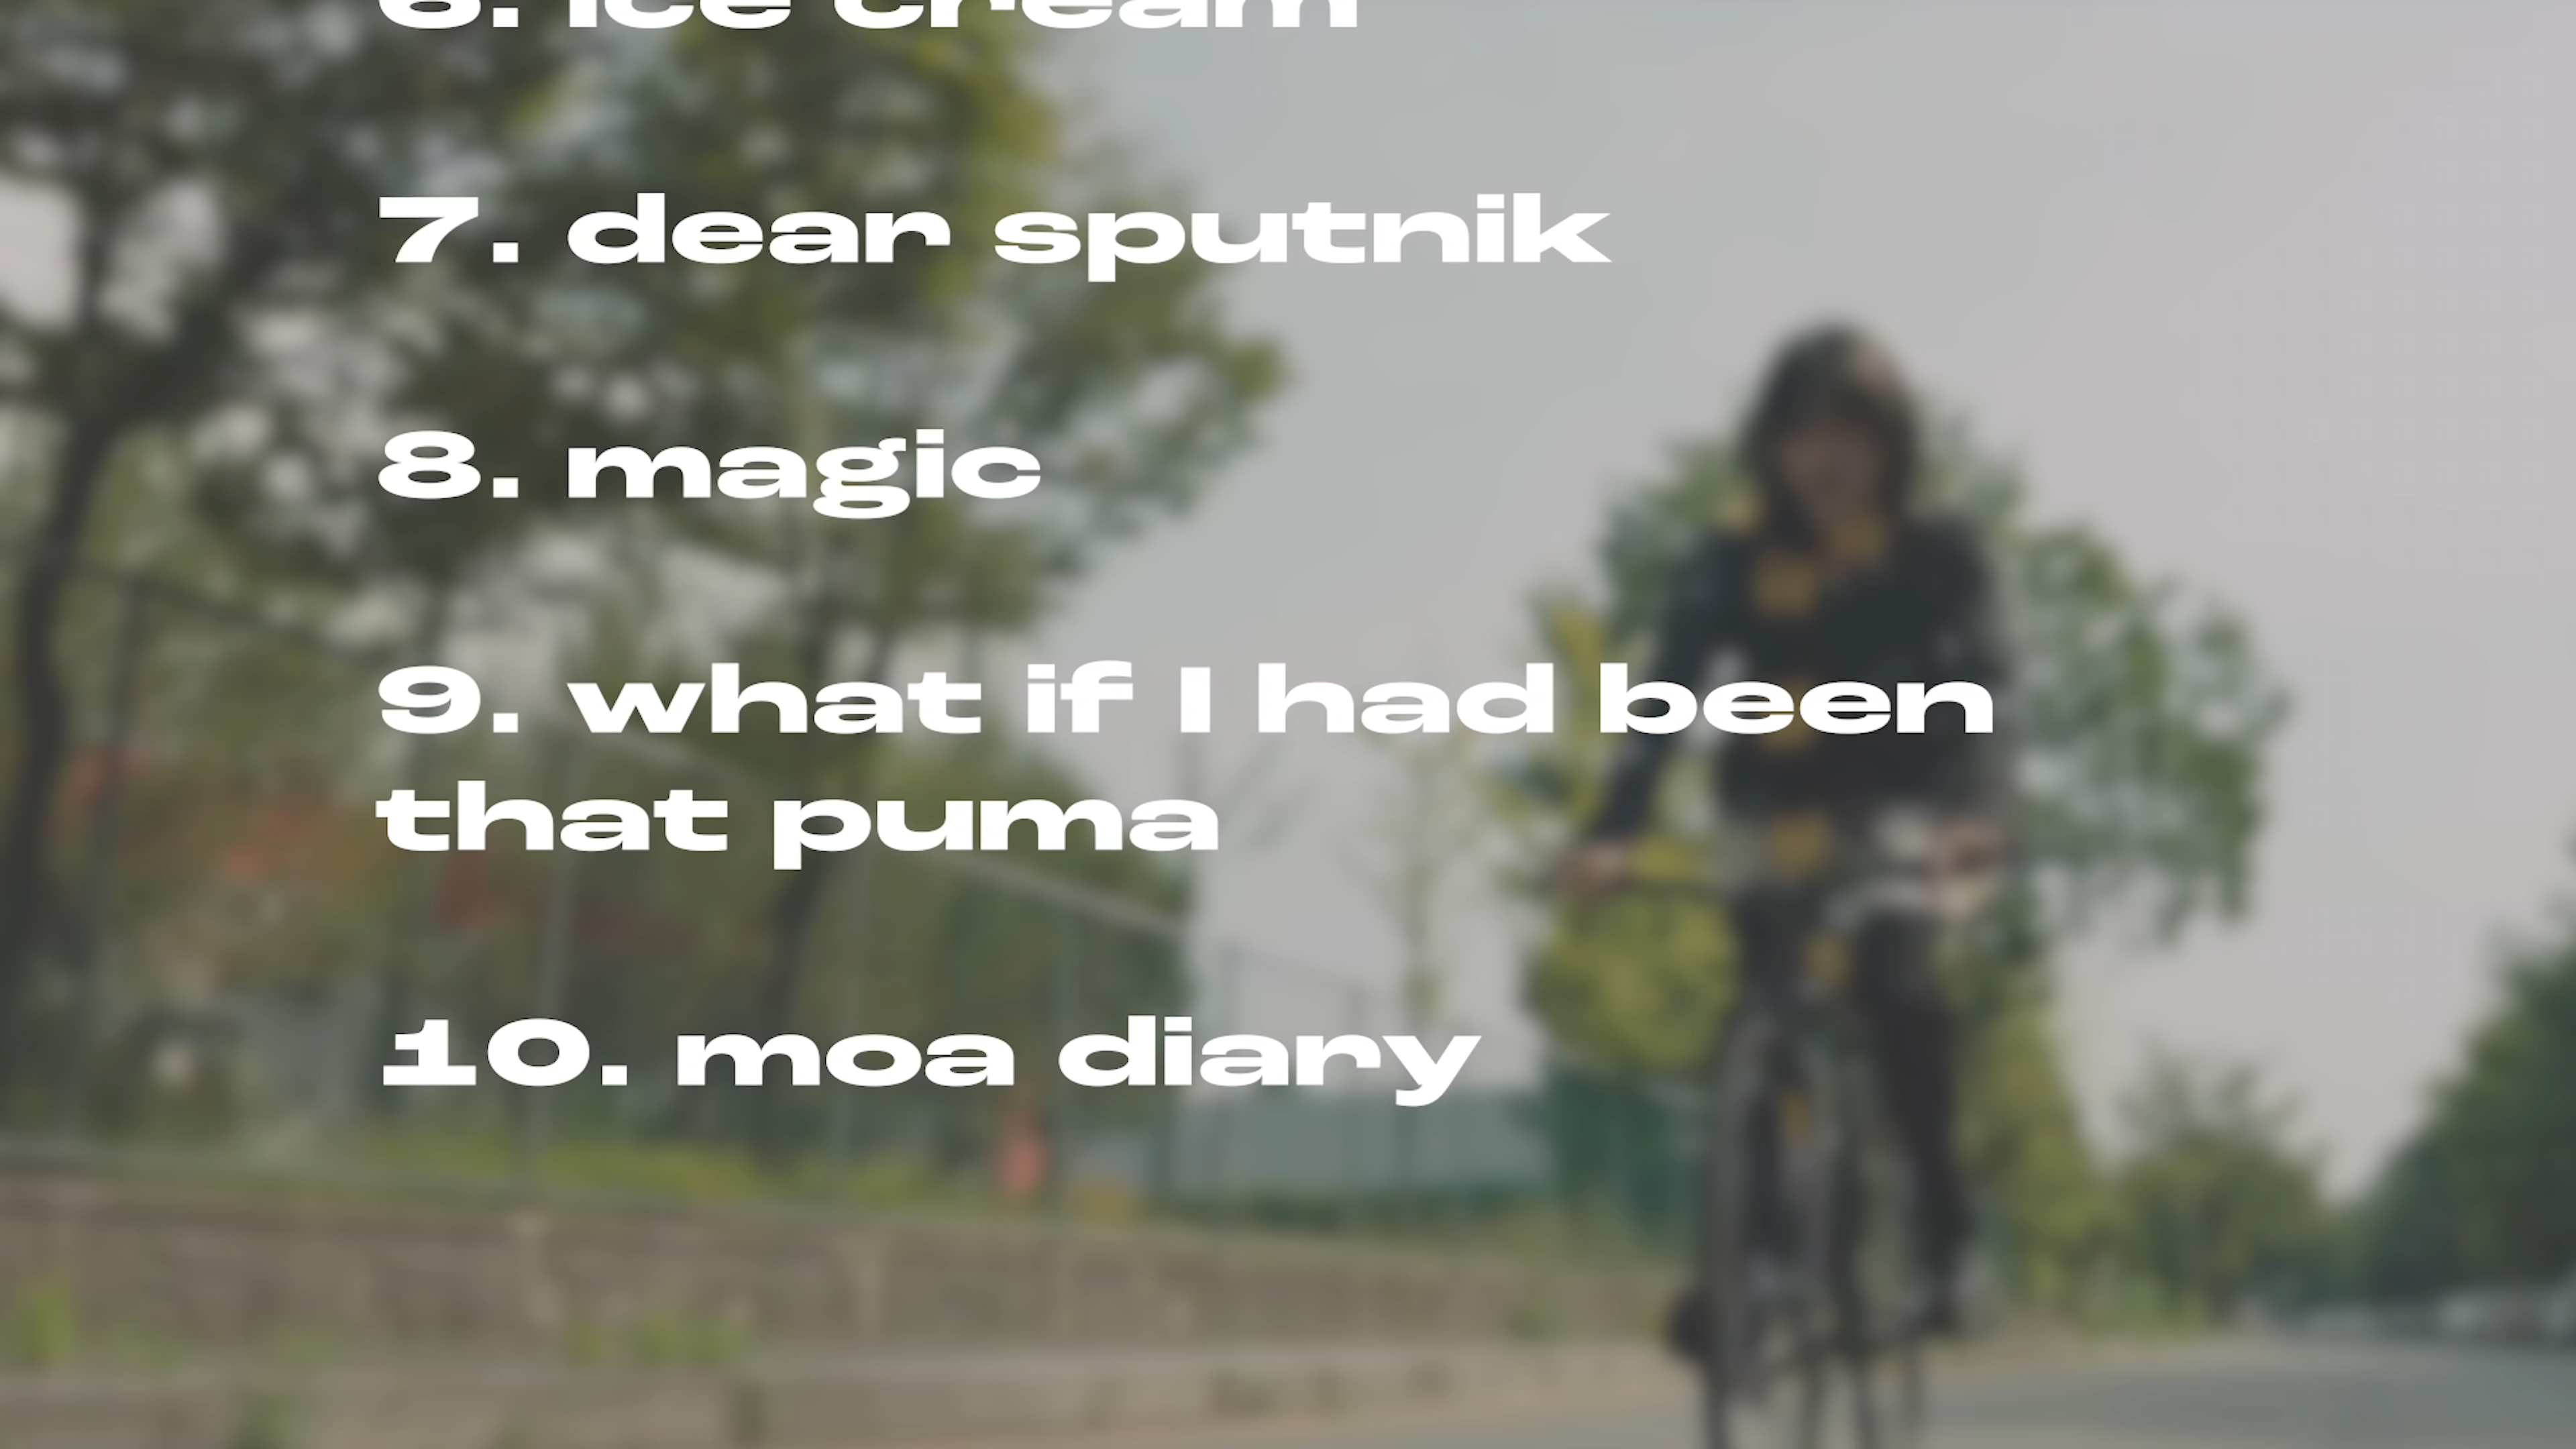 6. ice cream
7. dear sputnik
8. magic
9. what if I had been
that puma
10. moa diary